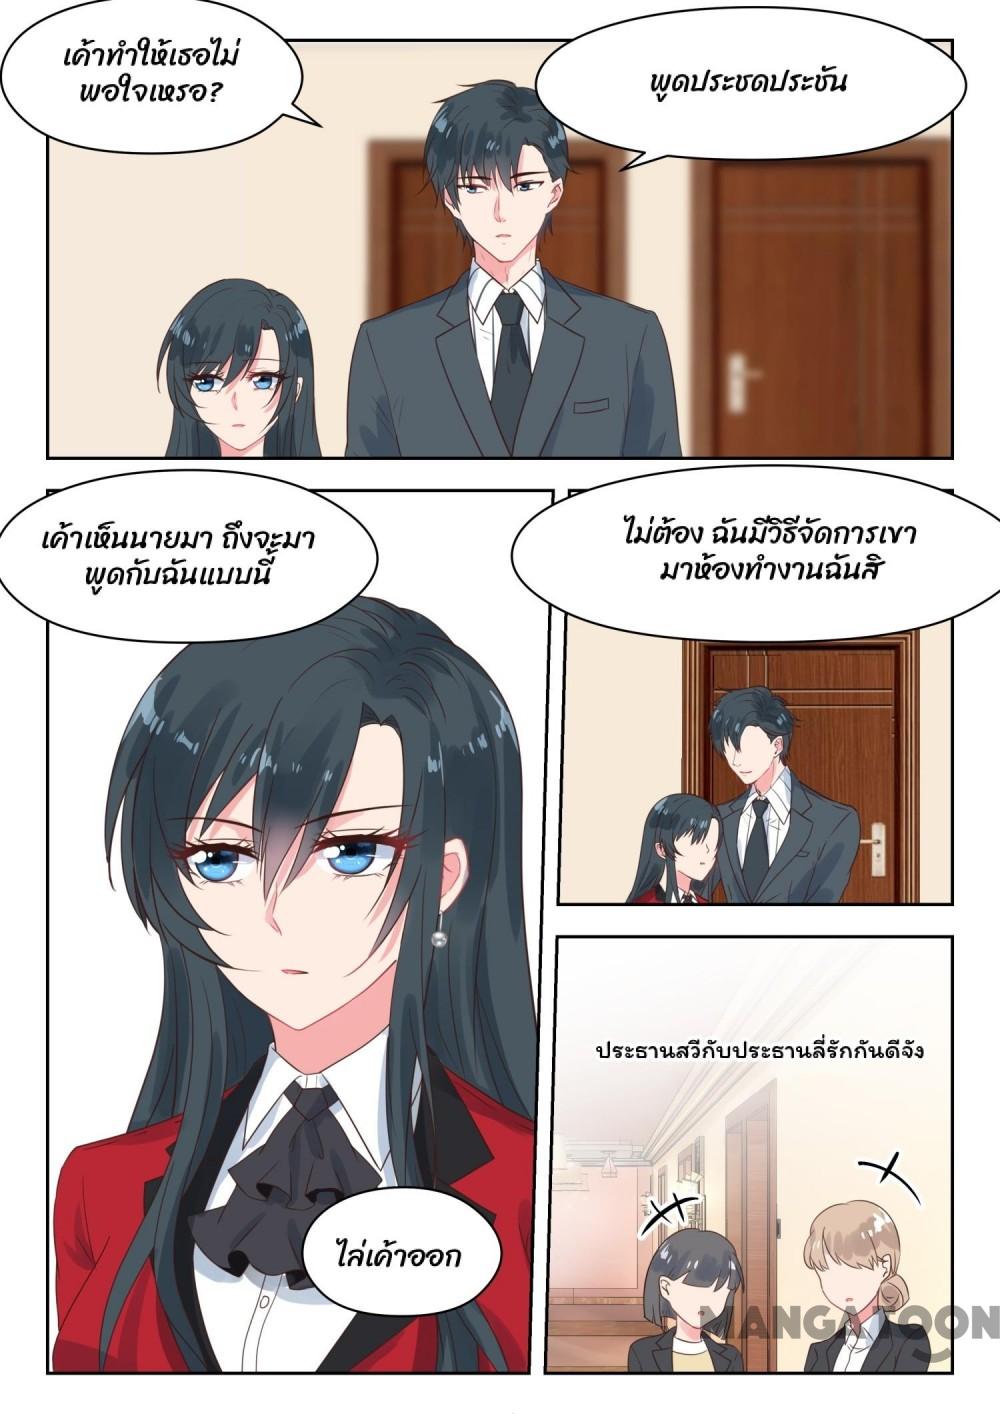 เค้าทำให้เธอไม่
พอใจเหรอ?
พูดประชดประชัน
เค้าเห็นนายมา ถึงจะมา
พูดกับฉันแบบนี้
ไม่ต้อง ฉันมีวิธีจัดการเขา
มาห้องทำงานฉันสิ
ไล่เค้าออก
ประธานสวีกับประธานลี่รักกันดีจัง
MANGATOON